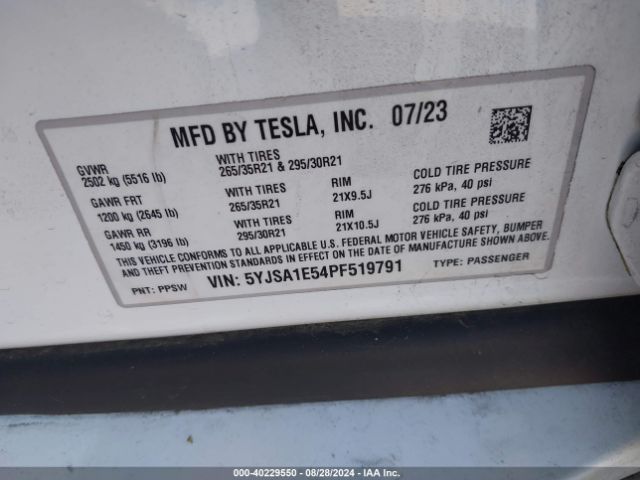 MFD BY TESLA, INC. 07/23
GVWR
2502 kg (5516 lb)
WITH TIRES
265/35R21 & 295/30R21
GAWR FRT
1200 kg (2645 lb)
WITH TIRES
265/35R21
RIM
21X9.5J
COLD TIRE PRESSURE
276 kPa, 40 psi
GAWR RR
1450 kg (3196 lb)
WITH TIRES
295/30R21
RIM
21X10.5J
COLD TIRE PRESSURE
276 kPa, 40 psi
THIS VEHICLE CONFORMS TO ALL APPLICABLE U.S. FEDERAL MOTOR VEHICLE SAFETY, BUMPER
AND THEFT PREVENTION STANDARDS IN EFFECT ON THE DATE OF MANUFACTURE SHOWN ABOVE.
PNT: PPSW
VIN: 5YJSA1E54PF519791
TYPE: PASSENGER
000-40229550 - 08/28/2024 - IAA Inc.